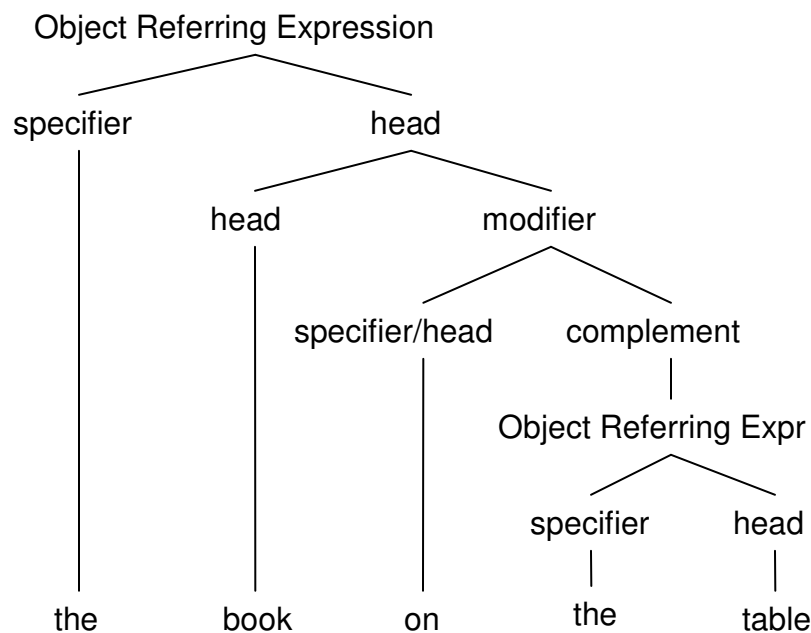 Object Referring Expression
specifier head
head modifier
specifier/head complement
Object Referring Expr
specifier head
the book on the table